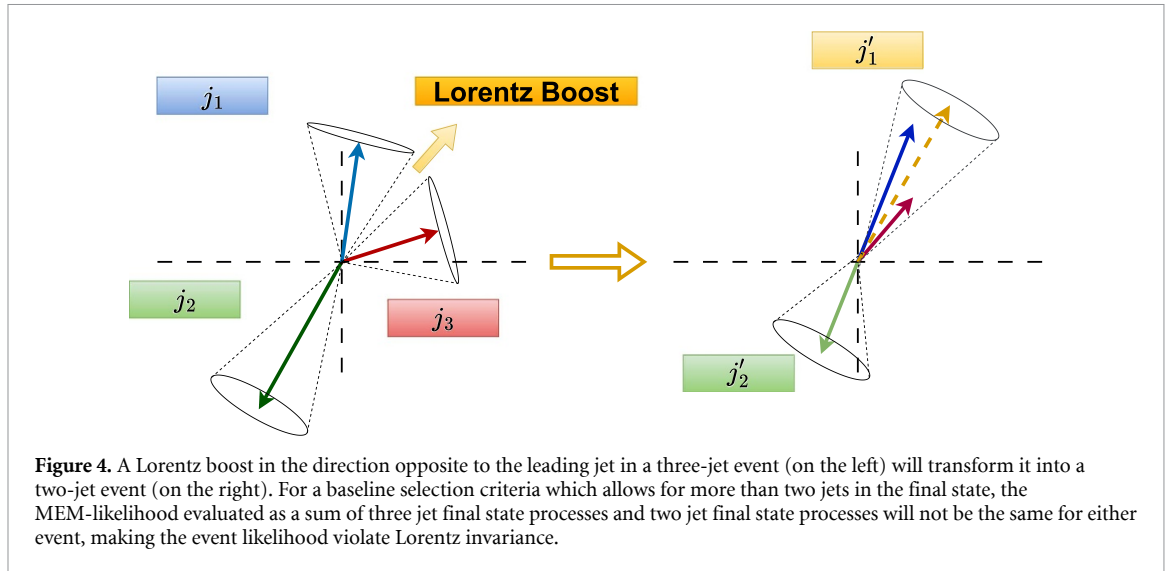 j₁
Lorentz Boost
j₂
j₃
j′₁
j′₂
Figure 4. A Lorentz boost in the direction opposite to the leading jet in a three-jet event (on the left) will transform it into a
two-jet event (on the right). For a baseline selection criteria which allows for more than two jets in the final state, the
MEM-likelihood evaluated as a sum of three jet final state processes and two jet final state processes will not be the same for either
event, making the event likelihood violate Lorentz invariance.